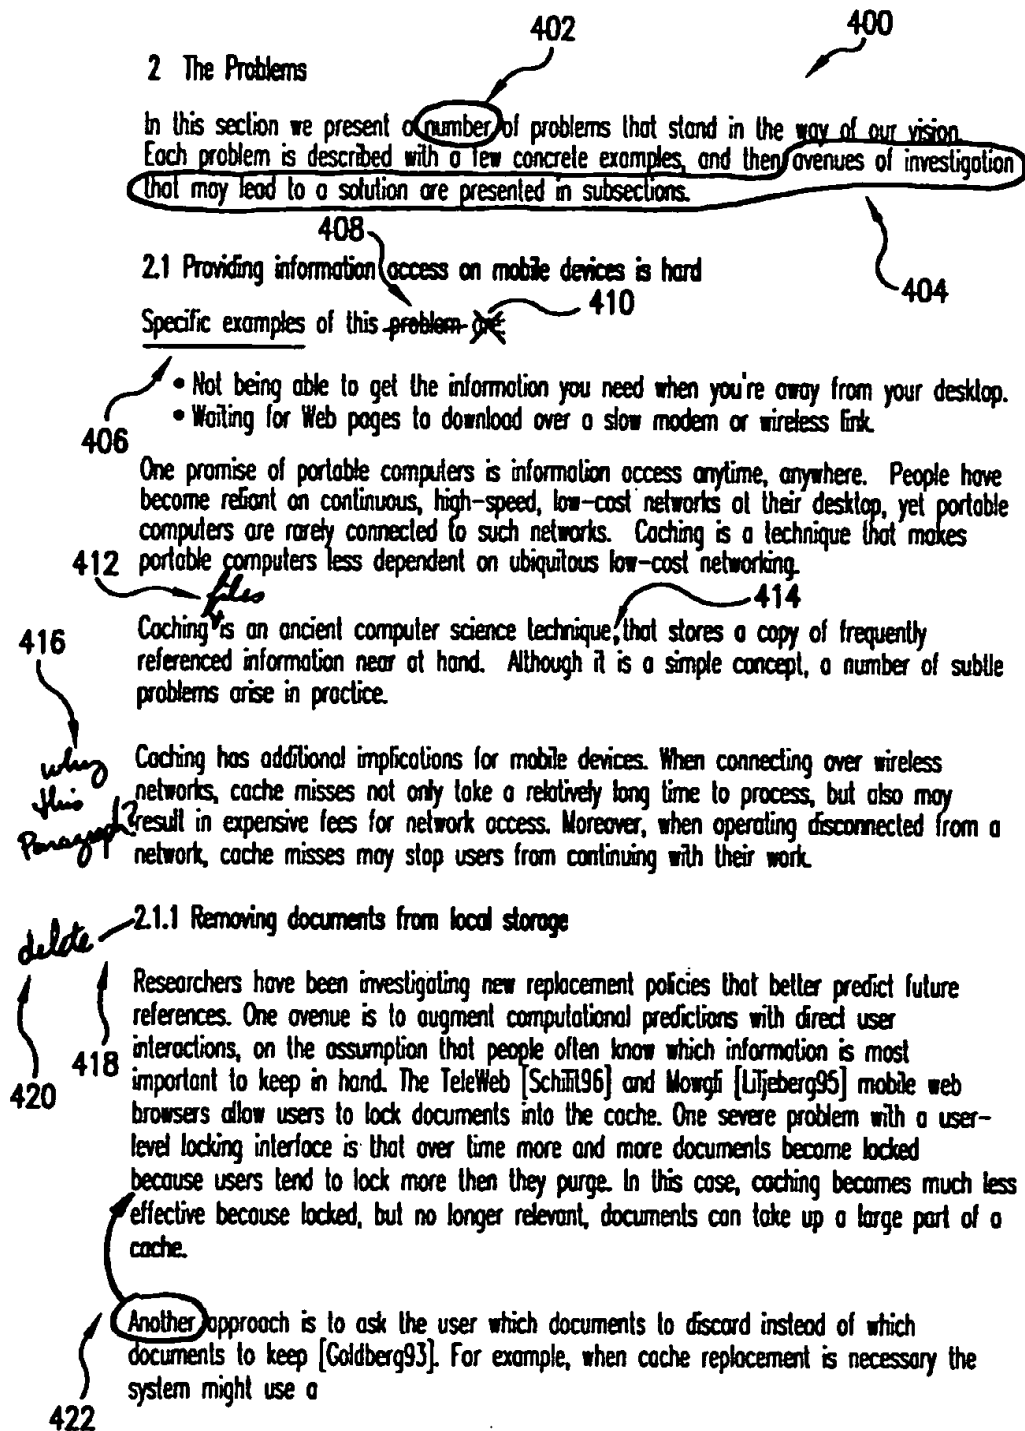 402
400
2 The Problems
In this section we present a number of problems that stand in the way of our vision.
Each problem is described with a few concrete examples, and then avenues of investigation
that may lead to a solution are presented in subsections.
408
404
2.1 Providing information access on mobile devices is hard
410
Specific examples of this problem are:
• Not being able to get the information you need when you're away from your desktop.
• Waiting for Web pages to download over a slow modem or wireless link.
406
One promise of portable computers is information access anytime, anywhere. People have
become reliant on continuous, high-speed, low-cost networks at their desktop, yet portable
computers are rarely connected to such networks. Caching is a technique that makes
portable computers less dependent on ubiquitous low-cost networking.
412
files
414
Caching is an ancient computer science technique, that stores a copy of frequently
referenced information near at hand. Although it is a simple concept, a number of subtle
problems arise in practice.
416
why
this
Paragraph?
Caching has additional implications for mobile devices. When connecting over wireless
networks, cache misses not only take a relatively long time to process, but also may
result in expensive fees for network access. Moreover, when operating disconnected from a
network, cache misses may stop users from continuing with their work.
delete
2.1.1 Removing documents from local storage
418
420
Researchers have been investigating new replacement policies that better predict future
references. One avenue is to augment computational predictions with direct user
interactions, on the assumption that people often know which information is most
important to keep in hand. The TeleWeb [Schilit96] and Mowgli [LiTjeberg95] mobile web
browsers allow users to lock documents into the cache. One severe problem with a user-
level locking interface is that over time more and more documents become locked
because users tend to lock more then they purge. In this case, caching becomes much less
effective because locked, but no longer relevant, documents can take up a large part of a
cache.
Another approach is to ask the user which documents to discard instead of which
documents to keep [Goldberg93]. For example, when cache replacement is necessary the
system might use a
422